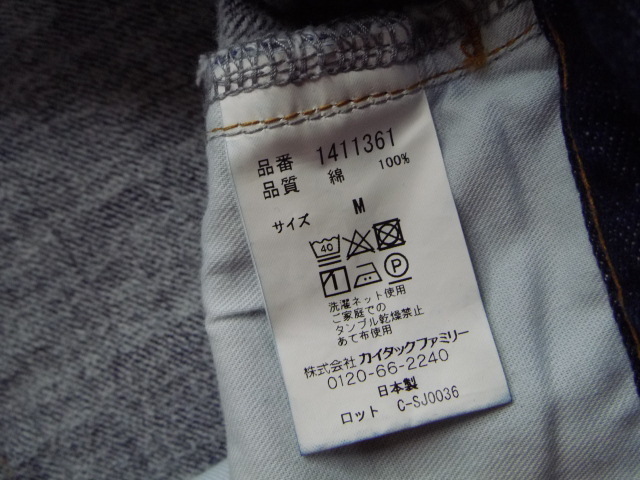 品番 1411361
品質 綿 100%
サイズ M
40
P
洗濯ネット使用
ご家庭での
タンブル乾燥禁止
あて布使用
株式会社 カイタックファミリー
0120-66-2240
日本製
ロット C-SJ0036